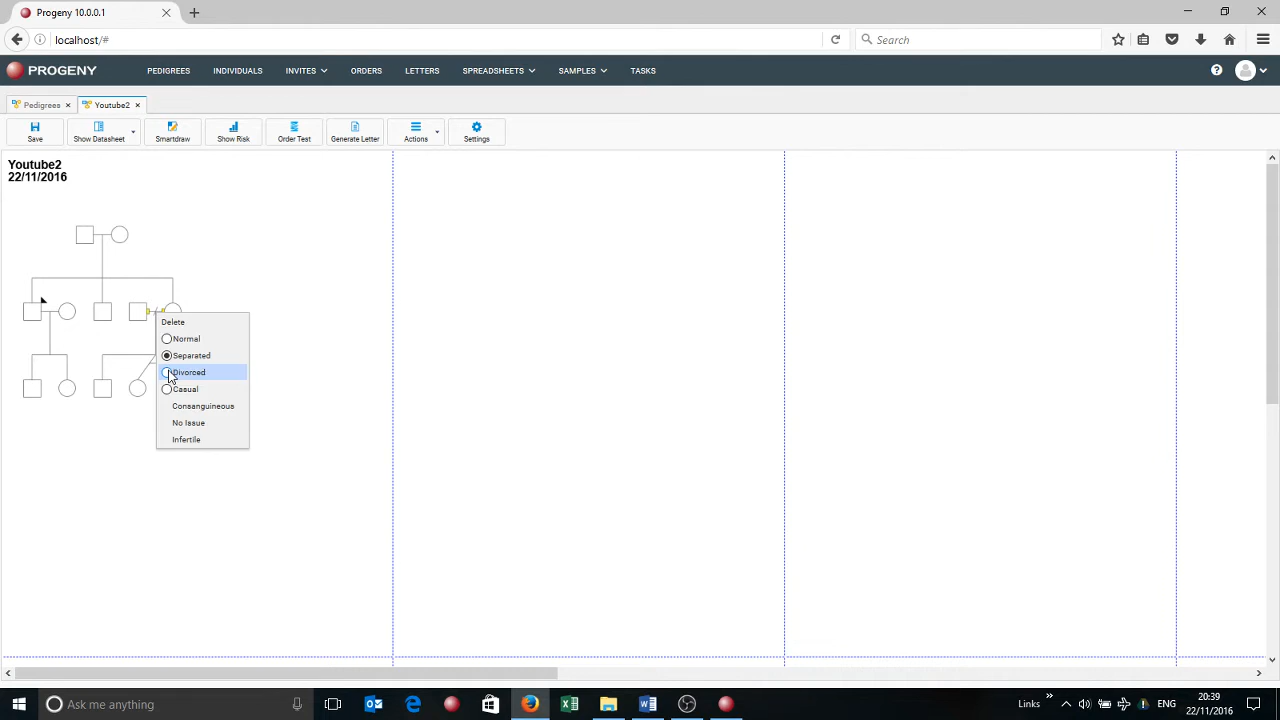 Progeny 10.0.0.1
localhost/#
Search
PROGENY
PEDIGREES
INDIVIDUALS
INVITES
ORDERS
LETTERS
SPREADSHEETS
SAMPLES
TASKS
Pedigrees
Youtube2
Save
Show Datasheet
Smartdraw
Show Risk
Order Test
Generate Letter
Actions
Settings
Youtube2
22/11/2016
Delete
Normal
Separated
Divorced
Casual
Consanguineous
No Issue
Infertile
Ask me anything
Links
ENG
20:39
22/11/2016